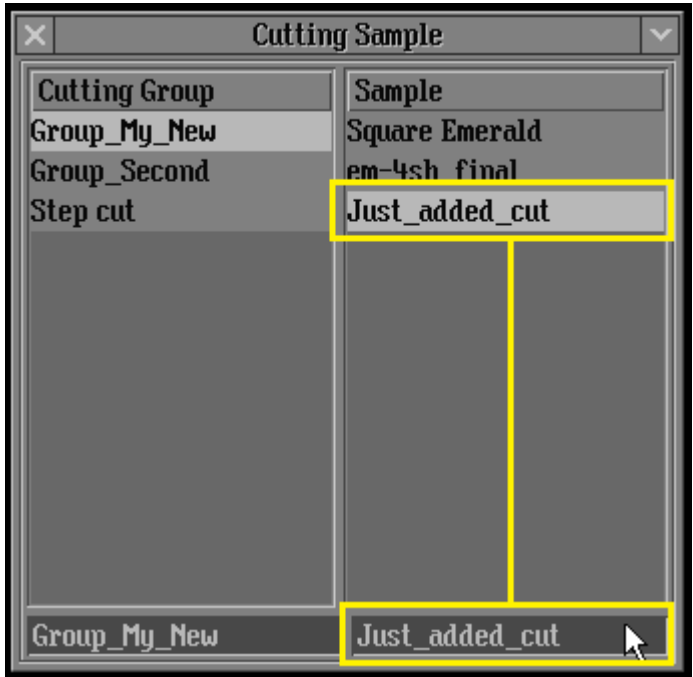 Cutting Sample
Cutting Group
Sample
Group_My_New
Square Emerald
Group_Second
em-4sh_final
Step cut
Just_added_cut
Group_My_New
Just_added_cut